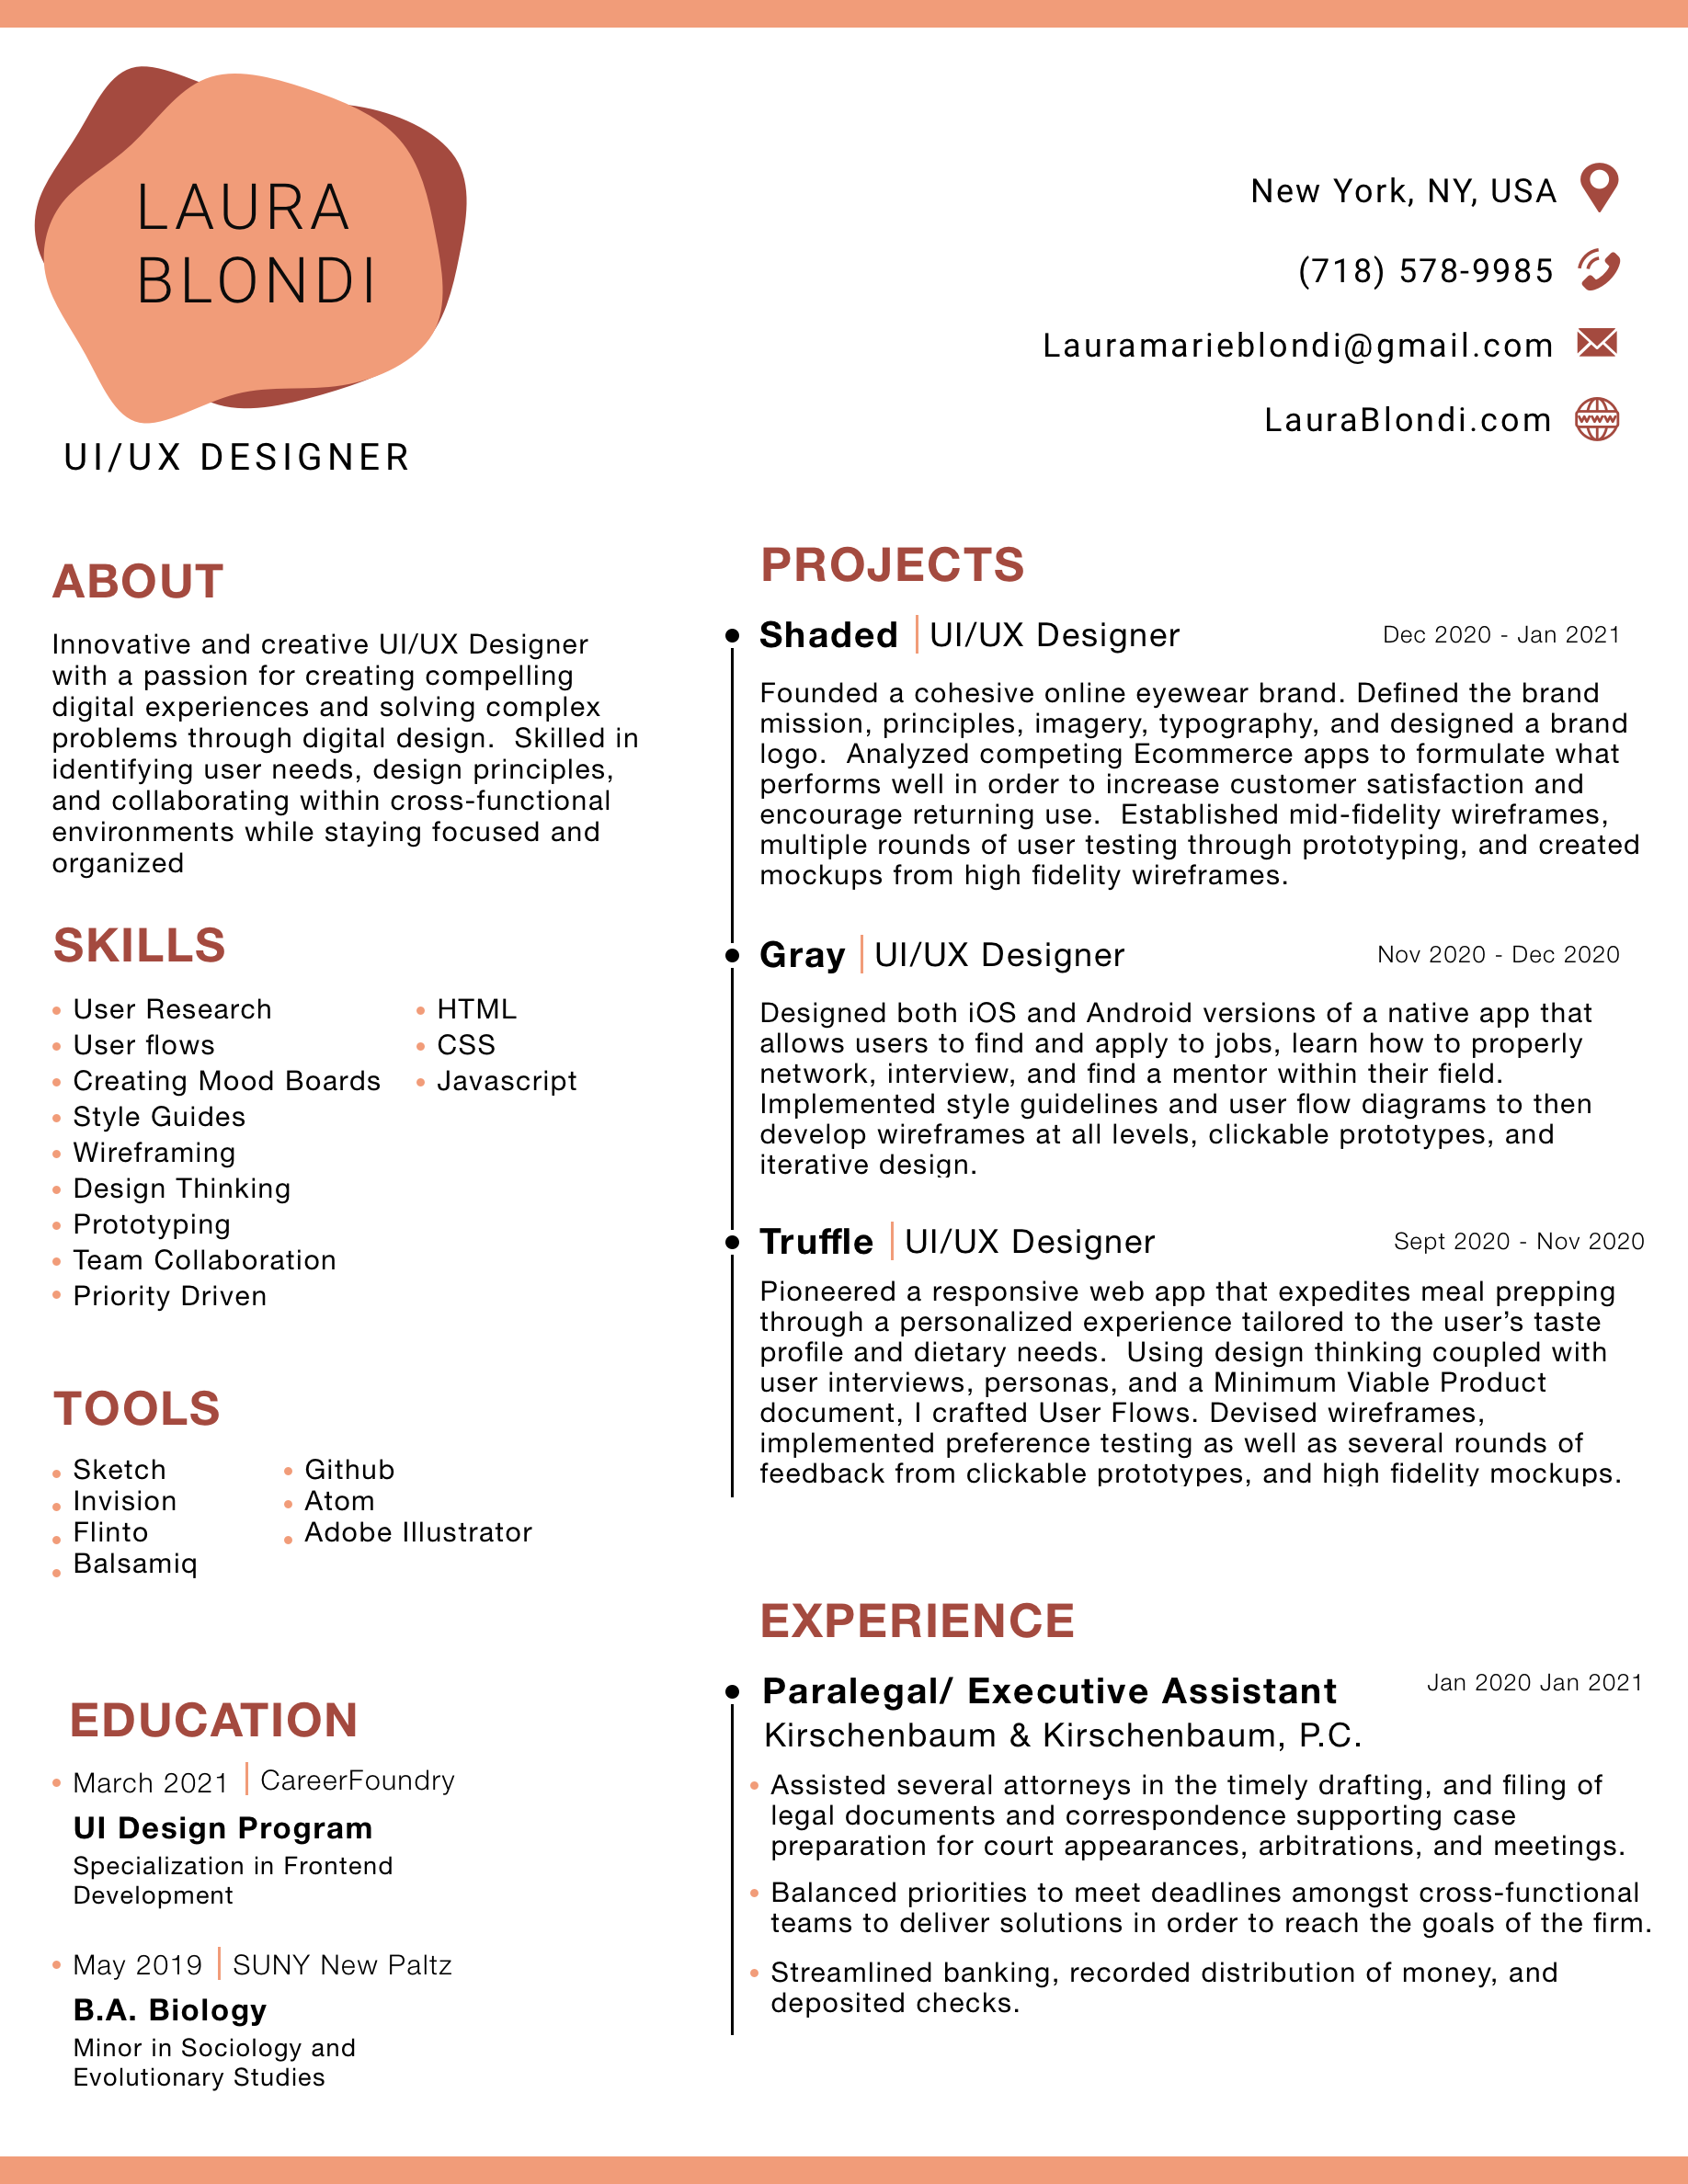 LAURA
BLONDI
UI/UX DESIGNER
New York, NY, USA
(718) 578-9985
Lauramarieblondi@gmail.com
LauraBlondi.com
www
ABOUT
Innovative and creative UI/UX Designer
with a passion for creating compelling
digital experiences and solving complex
problems through digital design.  Skilled in
identifying user needs, design principles,
and collaborating within cross-functional
environments while staying focused and
organized
SKILLS
• User Research
• User flows
• Creating Mood Boards
• Style Guides
• Wireframing
• Design Thinking
• Prototyping
• Team Collaboration
• Priority Driven
• HTML
• CSS
• Javascript
TOOLS
• Sketch
• Invision
• Flinto
• Balsamiq
• Github
• Atom
• Adobe Illustrator
EDUCATION
• March 2021 | CareerFoundry
UI Design Program
Specialization in Frontend
Development
• May 2019 | SUNY New Paltz
B.A. Biology
Minor in Sociology and
Evolutionary Studies
PROJECTS
Shaded | UI/UX Designer Dec 2020 - Jan 2021
Founded a cohesive online eyewear brand. Defined the brand
mission, principles, imagery, typography, and designed a brand
logo.  Analyzed competing Ecommerce apps to formulate what
performs well in order to increase customer satisfaction and
encourage returning use.  Established mid-fidelity wireframes,
multiple rounds of user testing through prototyping, and created
mockups from high fidelity wireframes.
Gray | UI/UX Designer Nov 2020 - Dec 2020
Designed both iOS and Android versions of a native app that
allows users to find and apply to jobs, learn how to properly
network, interview, and find a mentor within their field.
Implemented style guidelines and user flow diagrams to then
develop wireframes at all levels, clickable prototypes, and
iterative design.
Truffle | UI/UX Designer Sept 2020 - Nov 2020
Pioneered a responsive web app that expedites meal prepping
through a personalized experience tailored to the user’s taste
profile and dietary needs.  Using design thinking coupled with
user interviews, personas, and a Minimum Viable Product
document, I crafted User Flows. Devised wireframes,
implemented preference testing as well as several rounds of
feedback from clickable prototypes, and high fidelity mockups.
EXPERIENCE
Paralegal/ Executive Assistant Jan 2020 Jan 2021
Kirschenbaum & Kirschenbaum, P.C.
• Assisted several attorneys in the timely drafting, and filing of
legal documents and correspondence supporting case
preparation for court appearances, arbitrations, and meetings.
• Balanced priorities to meet deadlines amongst cross-functional
teams to deliver solutions in order to reach the goals of the firm.
• Streamlined banking, recorded distribution of money, and
deposited checks.